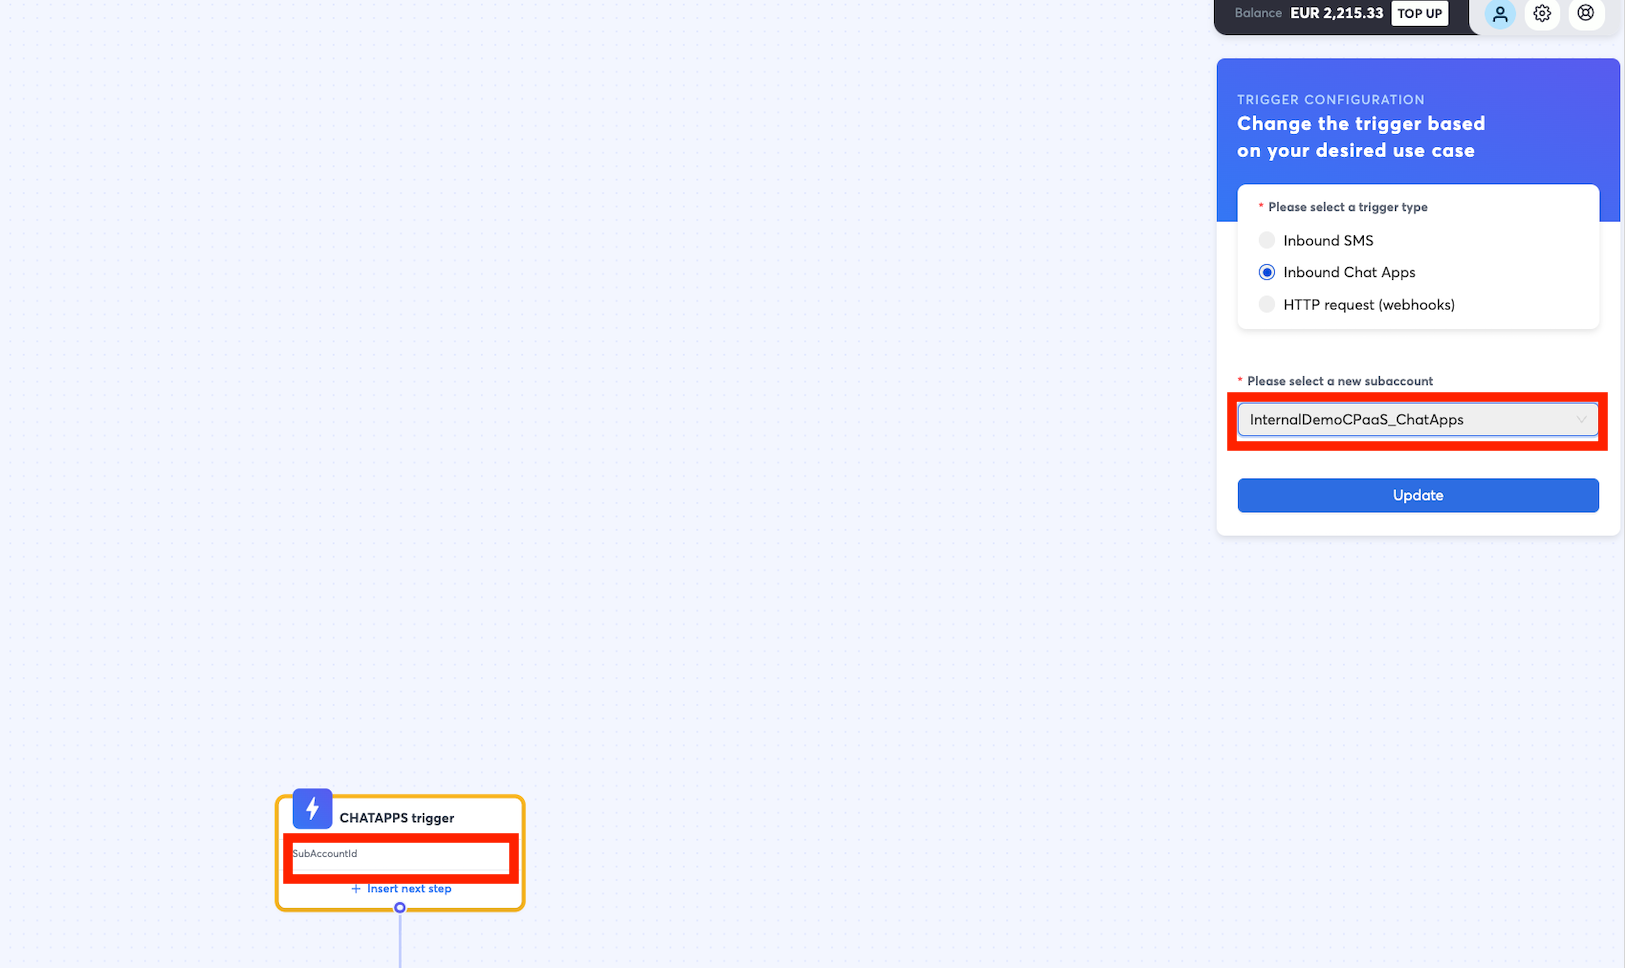 Balance EUR 2,215.33 TOP UP
TRIGGER CONFIGURATION
Change the trigger based
on your desired use case
* Please select a trigger type
Inbound SMS
Inbound Chat Apps
HTTP request (webhooks)
* Please select a new subaccount
InternalDemoCPaaS_ChatApps
Update
CHATAPPS trigger
SubAccountId
+ Insert next step